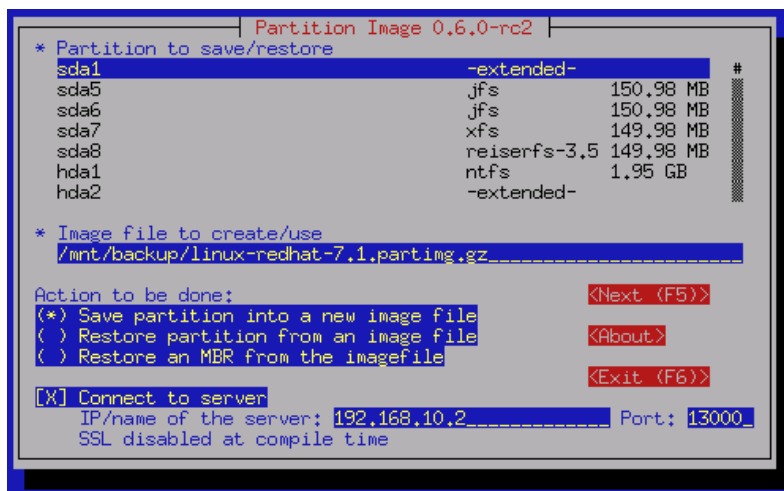 Partition Image 0.6.0-rc2
* Partition to save/restore
sda1 -extended- #
sda5 jfs 150.98 MB
sda6 jfs 150.98 MB
sda7 xfs 149.98 MB
sda8 reiserfs-3.5 149.98 MB
hda1 ntfs 1.95 GB
hda2 -extended-
* Image file to create/use
/mnt/backup/linux-redhat-7.1.partimg.gz________________________
Action to be done: <Next (F5)>
(*) Save partition into a new image file
( ) Restore partition from an image file <About>
( ) Restore an MBR from the imagefile
<Exit (F6)>
[X] Connect to server
IP/name of the server: 192.168.10.2_____________ Port: 13000_
SSL disabled at compile time